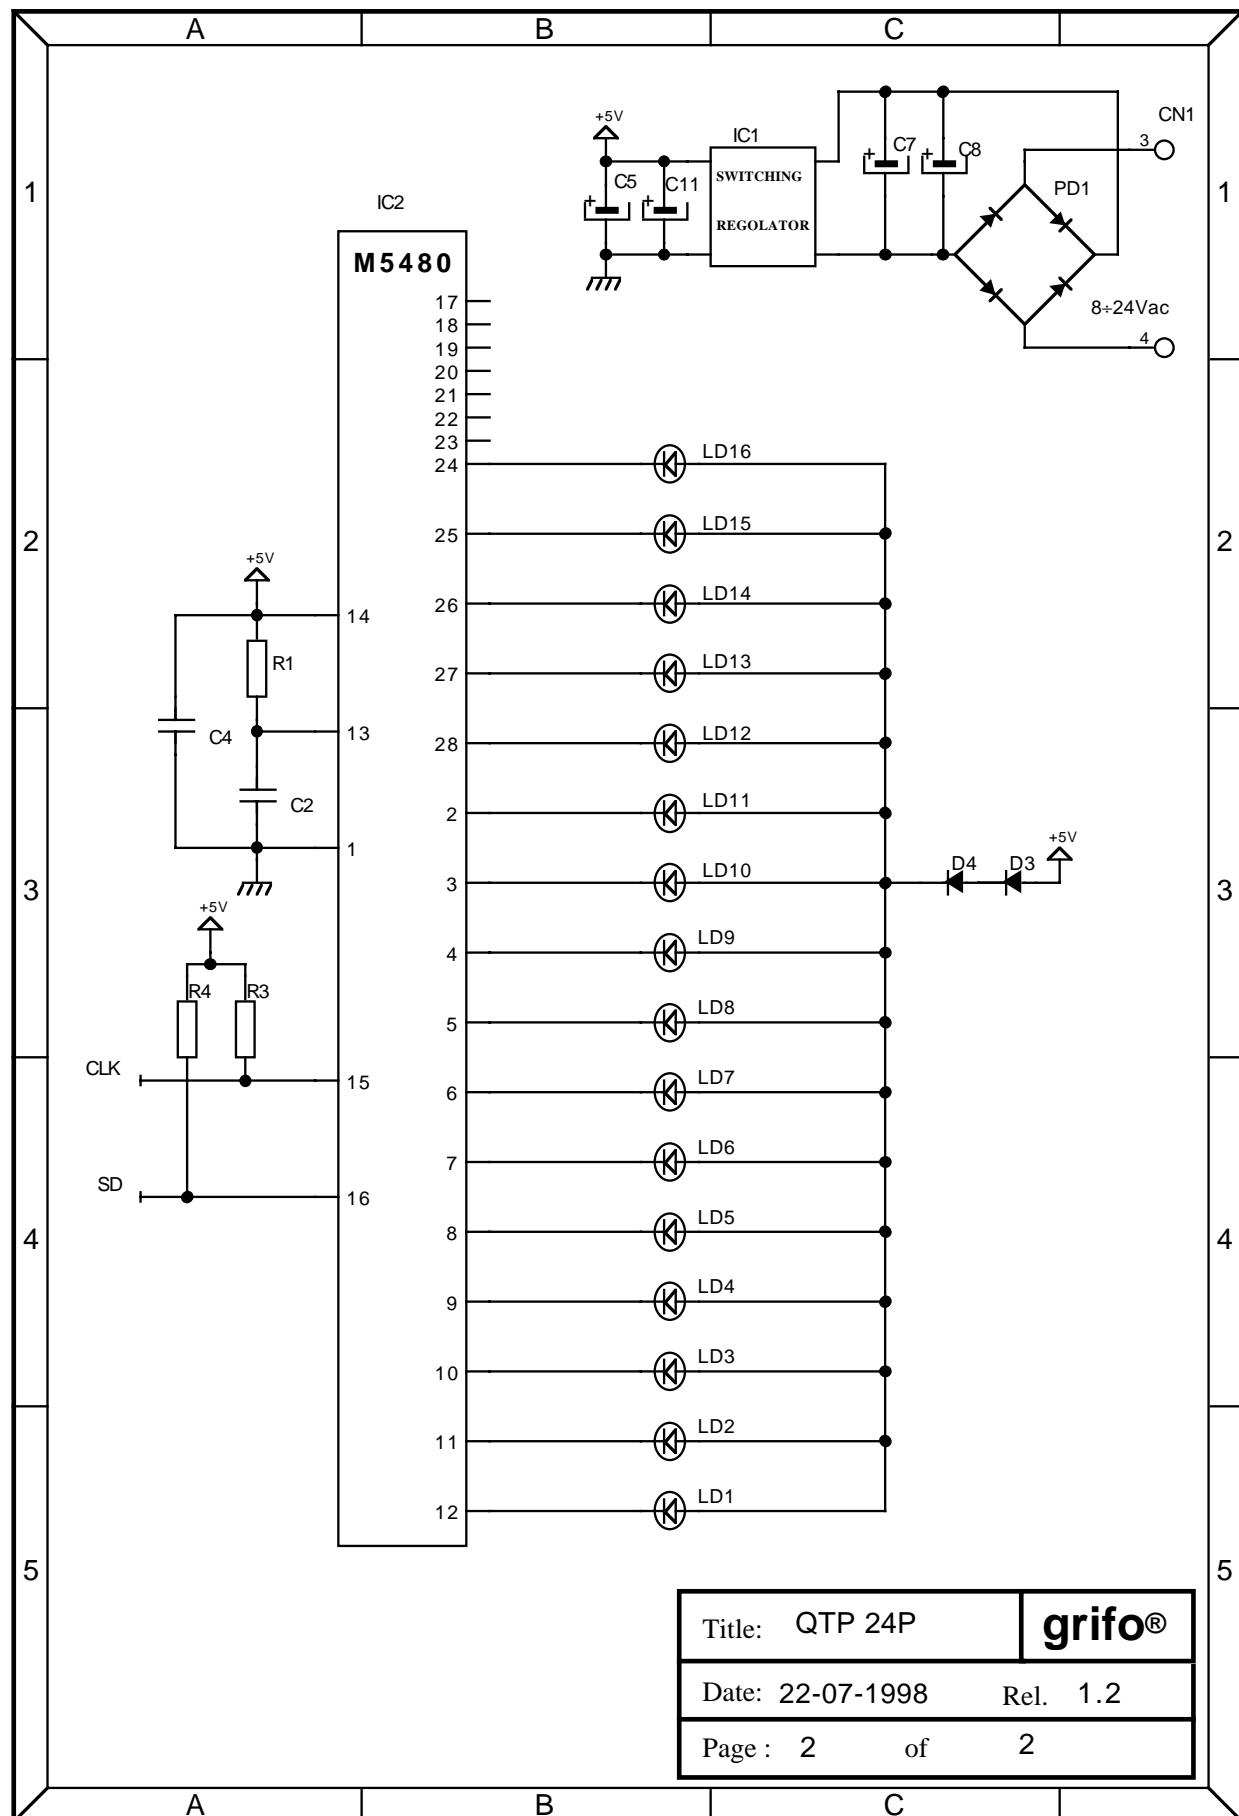 A B C
+5V
IC1
C7
C8
CN1
3
1
C5
C11
SWITCHING
REGOLATOR
PD1
1
IC2
M5480
8÷24Vac
4
17
18
19
20
21
22
23
24
LD16
2
25
LD15
2
+5V
26
LD14
14
R1
27
LD13
C4
13
28
LD12
C2
2
LD11
1
+5V
3
3
LD10
D4
D3
3
+5V
4
LD9
R4
R3
5
LD8
CLK
15
6
LD7
7
LD6
SD
16
4
8
LD5
4
9
LD4
10
LD3
11
LD2
12
LD1
5
5
Title: QTP 24P
grifo®
Date: 22-07-1998 Rel. 1.2
Page : 2 of 2
A B C